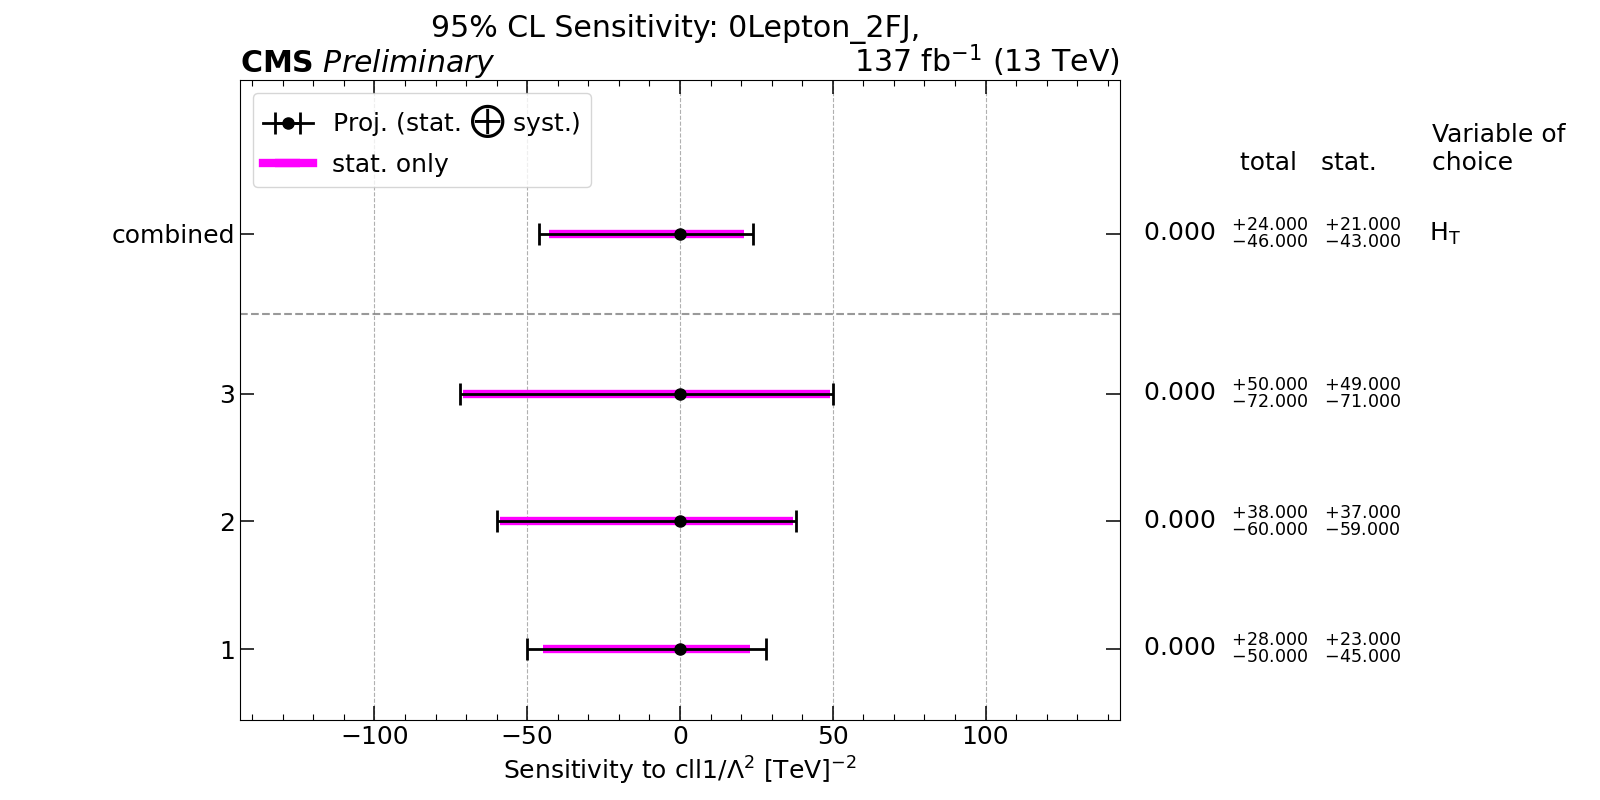 95% CL Sensitivity: 0Lepton_2FJ,
CMS Preliminary 137 fb⁻¹ (13 TeV)
Proj. (stat. ⊕ syst.)
stat. only
total stat. Variable of choice
combined 0.000 +24.000 −46.000 +21.000 −43.000 H_T
3 0.000 +50.000 −72.000 +49.000 −71.000
2 0.000 +38.000 −60.000 +37.000 −59.000
1 0.000 +28.000 −50.000 +23.000 −45.000
−100 −50 0 50 100
Sensitivity to cll1/Λ² [TeV]⁻²